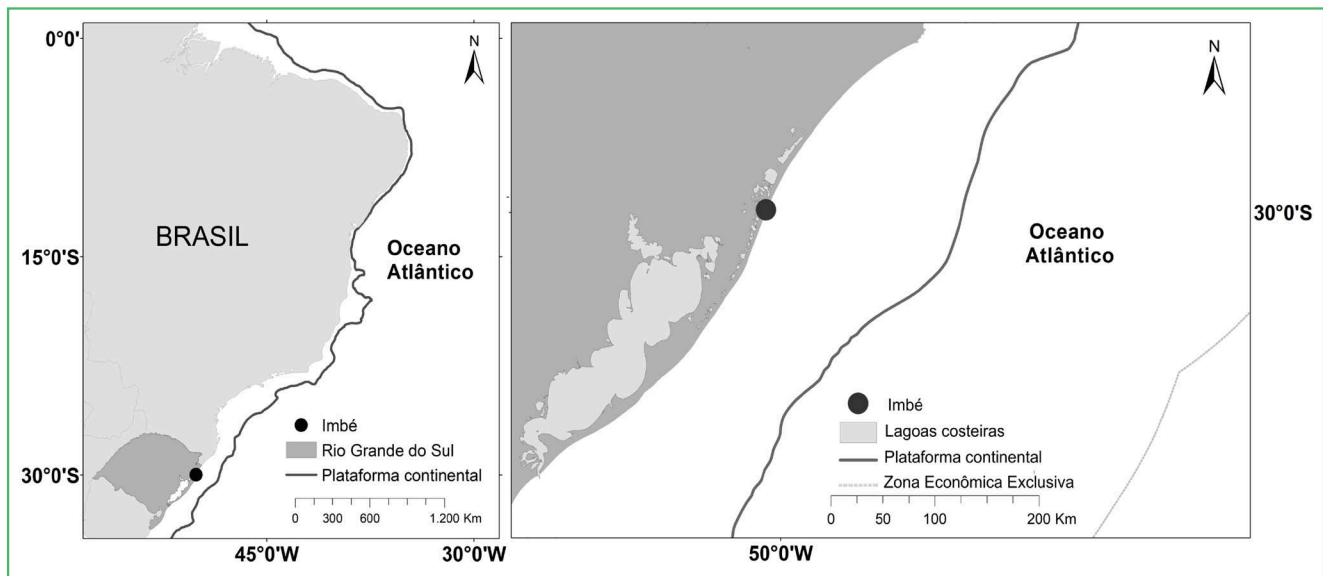 0°0'
N
BRASIL
Oceano
Atlântico
15°0'S
Imbé
Rio Grande do Sul
Plataforma continental
30°0'S
0 300 600 1.200 Km
45°0'W 30°0'W
N
30°0'S
Oceano
Atlântico
Imbé
Lagoas costeiras
Plataforma continental
Zona Econômica Exclusiva
0 50 100 200 Km
50°0'W